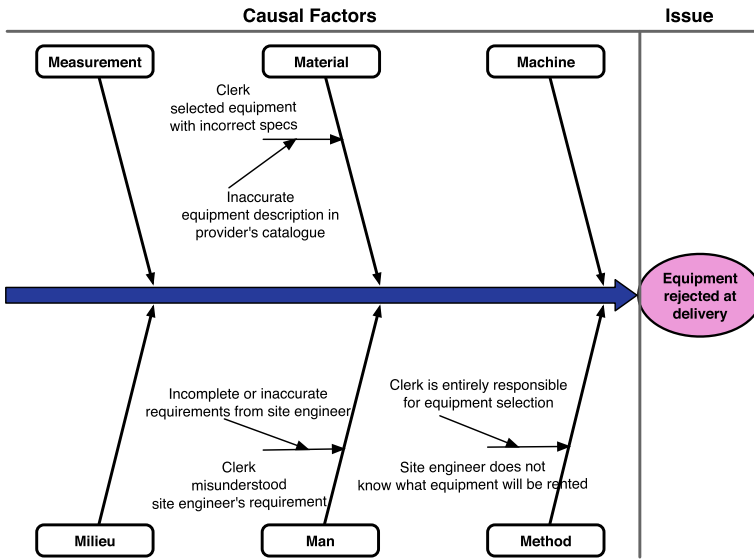 Causal Factors
Issue
Measurement
Material
Machine
Clerk
selected equipment
with incorrect specs
Inaccurate
equipment description in
provider's catalogue
Equipment
rejected at
delivery
Incomplete or inaccurate
requirements from site engineer
Clerk is entirely responsible
for equipment selection
Clerk
misunderstood
site engineer's requirement
Site engineer does not
know what equipment will be rented
Milieu
Man
Method